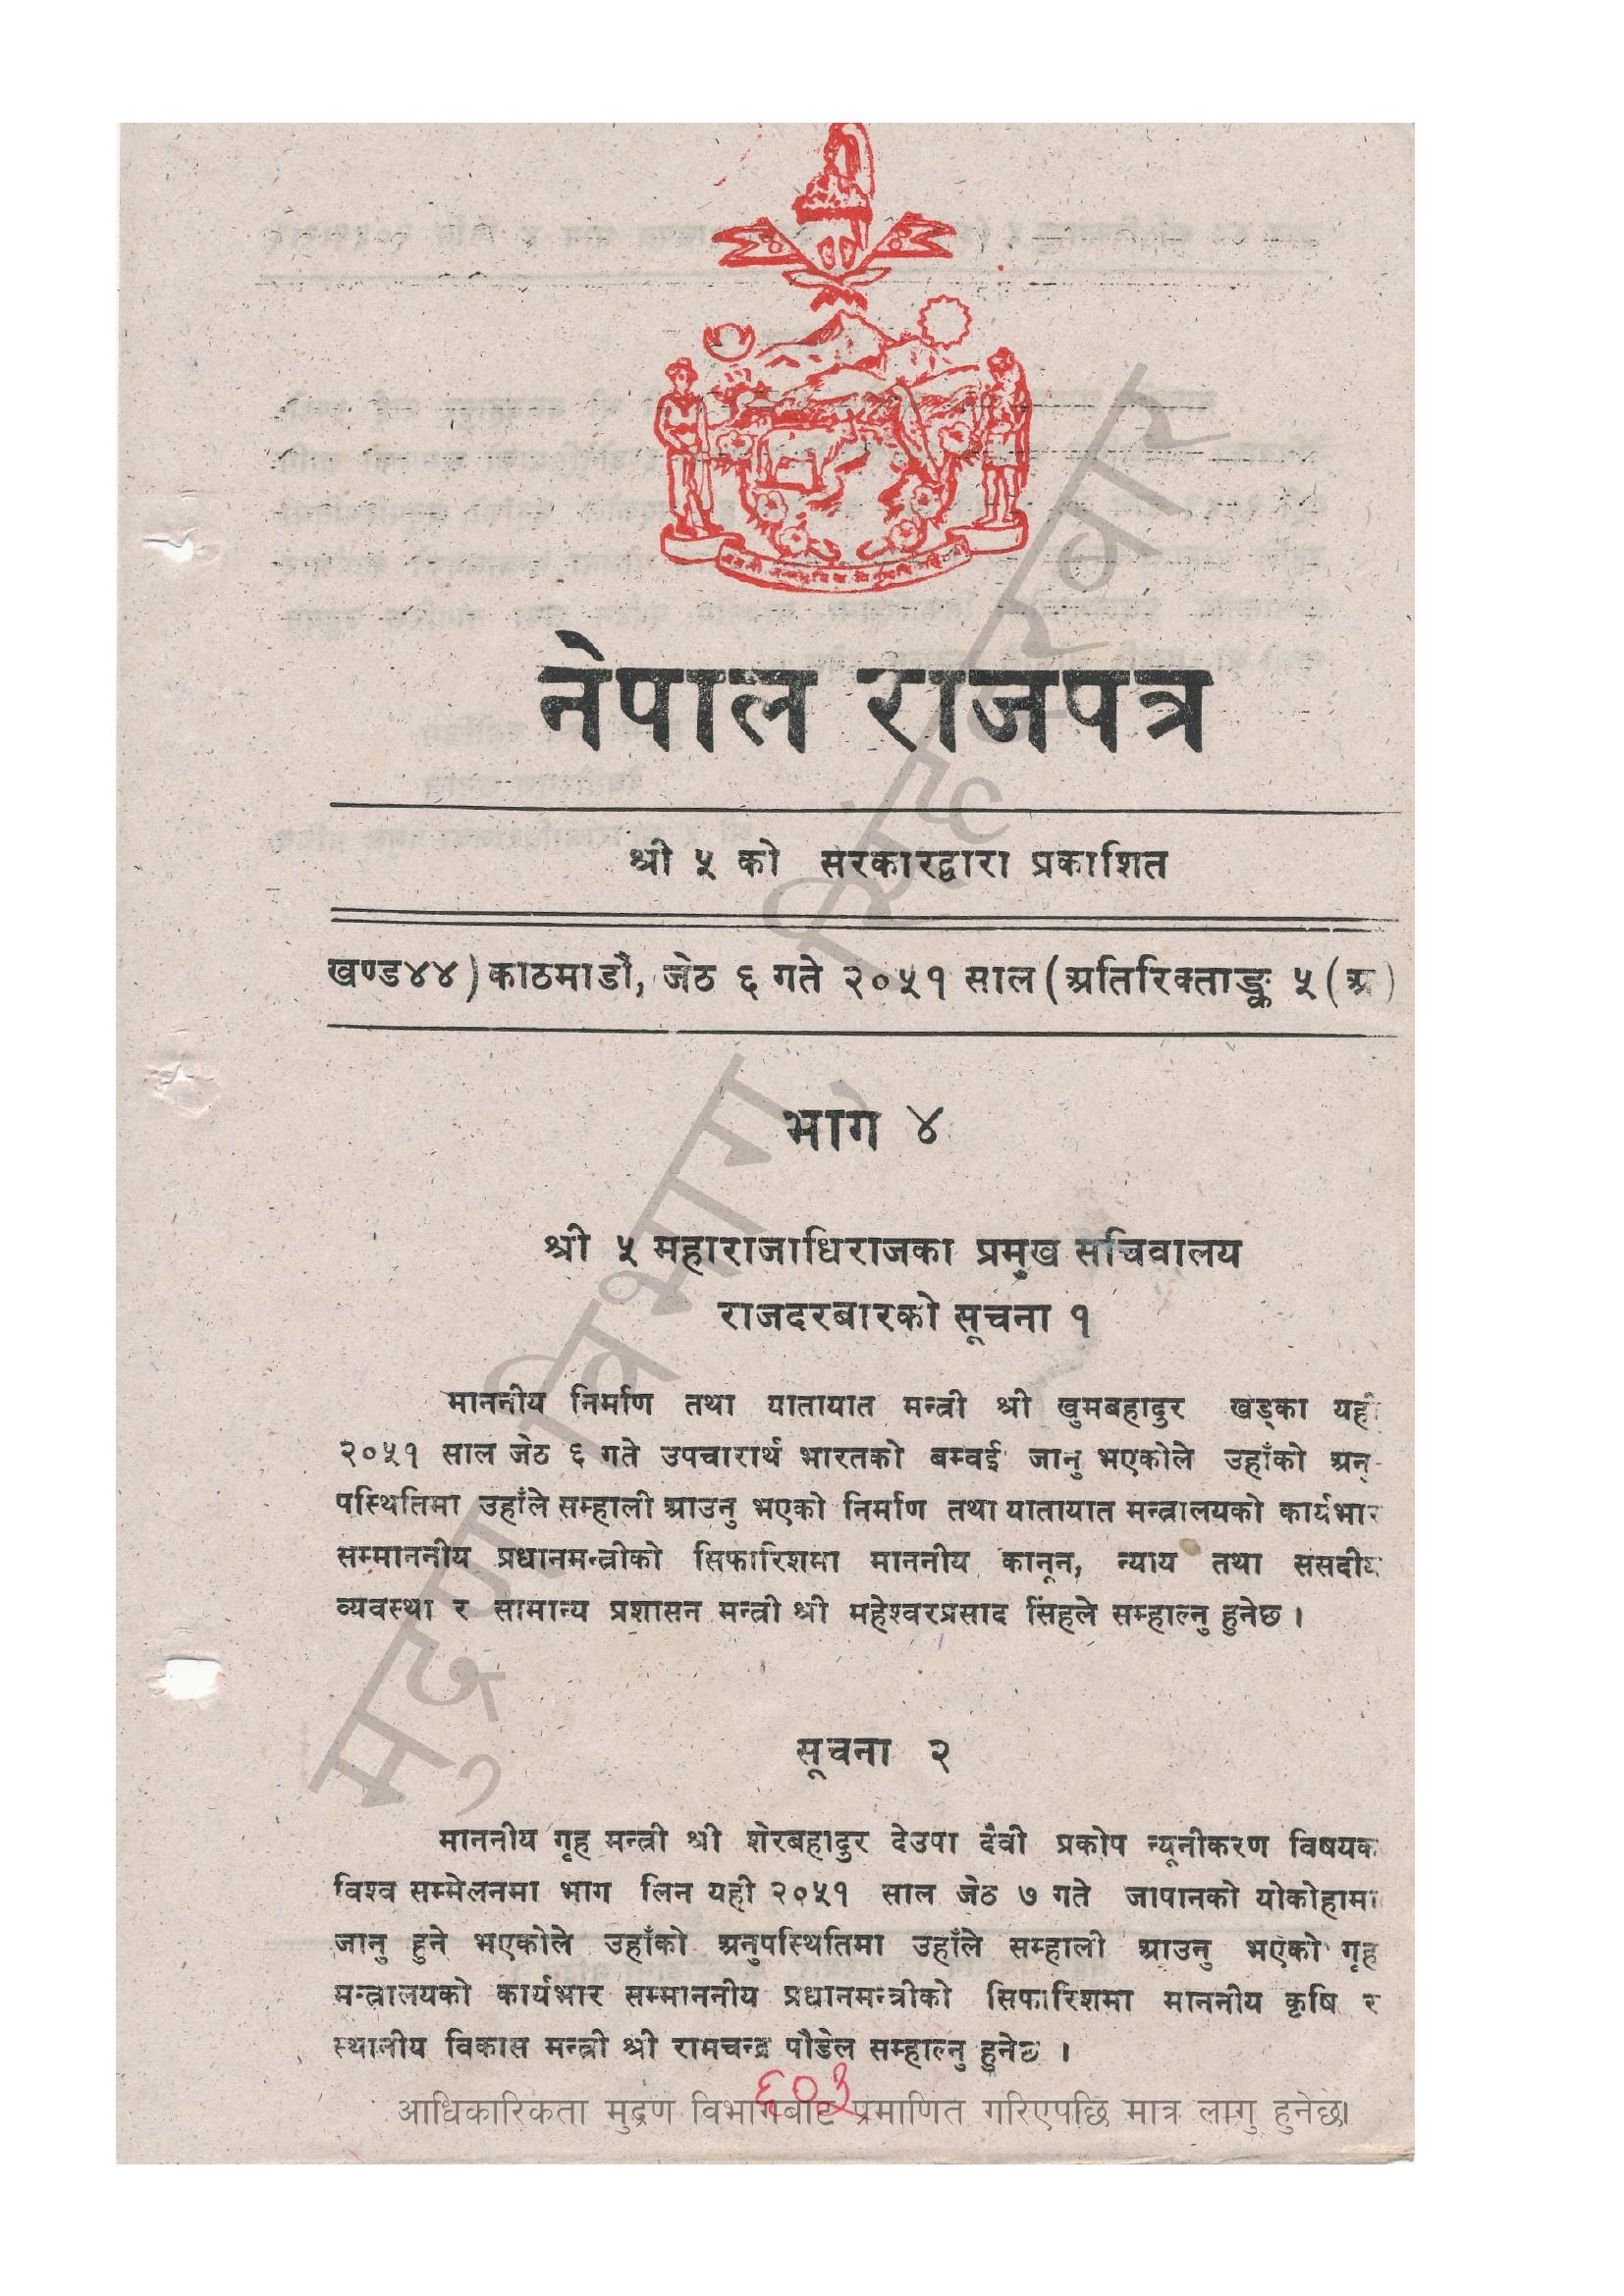 नेपाल राजपत्र
श्री ५ को सरकारद्वारा प्रकाशित
खण्ड४४) काठमाडौं, जेठ ६ गते २०५१ साल (अतिरिक्ताङ्क ५ (अ)
भाग ४
श्री ५ महाराजाधिराजका प्रमुख सचिवालय
राजदरबारको सूचना १
माननीय निर्माण तथा यातायात मन्त्री श्री खुमबहादुर खड्का यही
२०५१ साल जेठ ६ गते उपचारार्थ भारतको बम्वई जानु भएकोले उहाँको अनु-
पस्थितिमा उहाँले सम्हाली आउनु भएको निर्माण तथा यातायात मन्त्रालयको कार्यभार
सम्माननीय प्रधानमन्त्रीको सिफारिशमा माननीय कानून, न्याय तथा संसदीय
व्यवस्था र सामान्य प्रशासन मन्त्री श्री महेश्वरप्रसाद सिंहले सम्हाल्नु हुनेछ ।
सूचना २
माननीय गृह मन्त्री श्री शेरबहादुर देउपा दैवी प्रकोप न्यूनीकरण विषयक
विश्व सम्मेलनमा भाग लिन यही २०५१ साल जेठ ७ गते जापानको योकोहामा
जानु हुने भएकोले उहाँको अनुपस्थितिमा उहाँले सम्हाली आउनु भएको गृह
मन्त्रालयको कार्यभार सम्माननीय प्रधानमन्त्रीको सिफारिशमा माननीय कृषि र
स्थानीय विकास मन्त्री श्री रामचन्द्र पौडेल सम्हाल्नु हुनेछ ।
आधिकारिकता मुद्रण विभागबाट प्रमाणित गरिएपछि मात्र लागु हुनेछ।
मुद्रण विभाग, सिंहदरबार